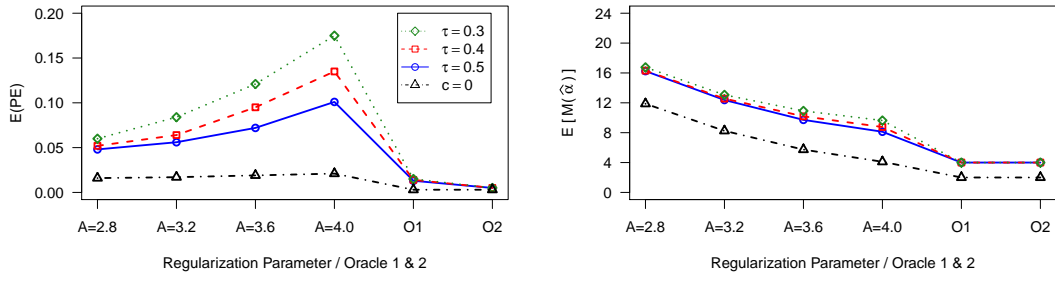 0.20
0.15
0.10
0.05
0.00
E(PE)
τ = 0.3
τ = 0.4
τ = 0.5
c = 0
A=2.8 A=3.2 A=3.6 A=4.0 O1 O2
Regularization Parameter / Oracle 1 & 2
24
20
16
12
8
4
0
E [ M( α̂ ) ]
A=2.8 A=3.2 A=3.6 A=4.0 O1 O2
Regularization Parameter / Oracle 1 & 2